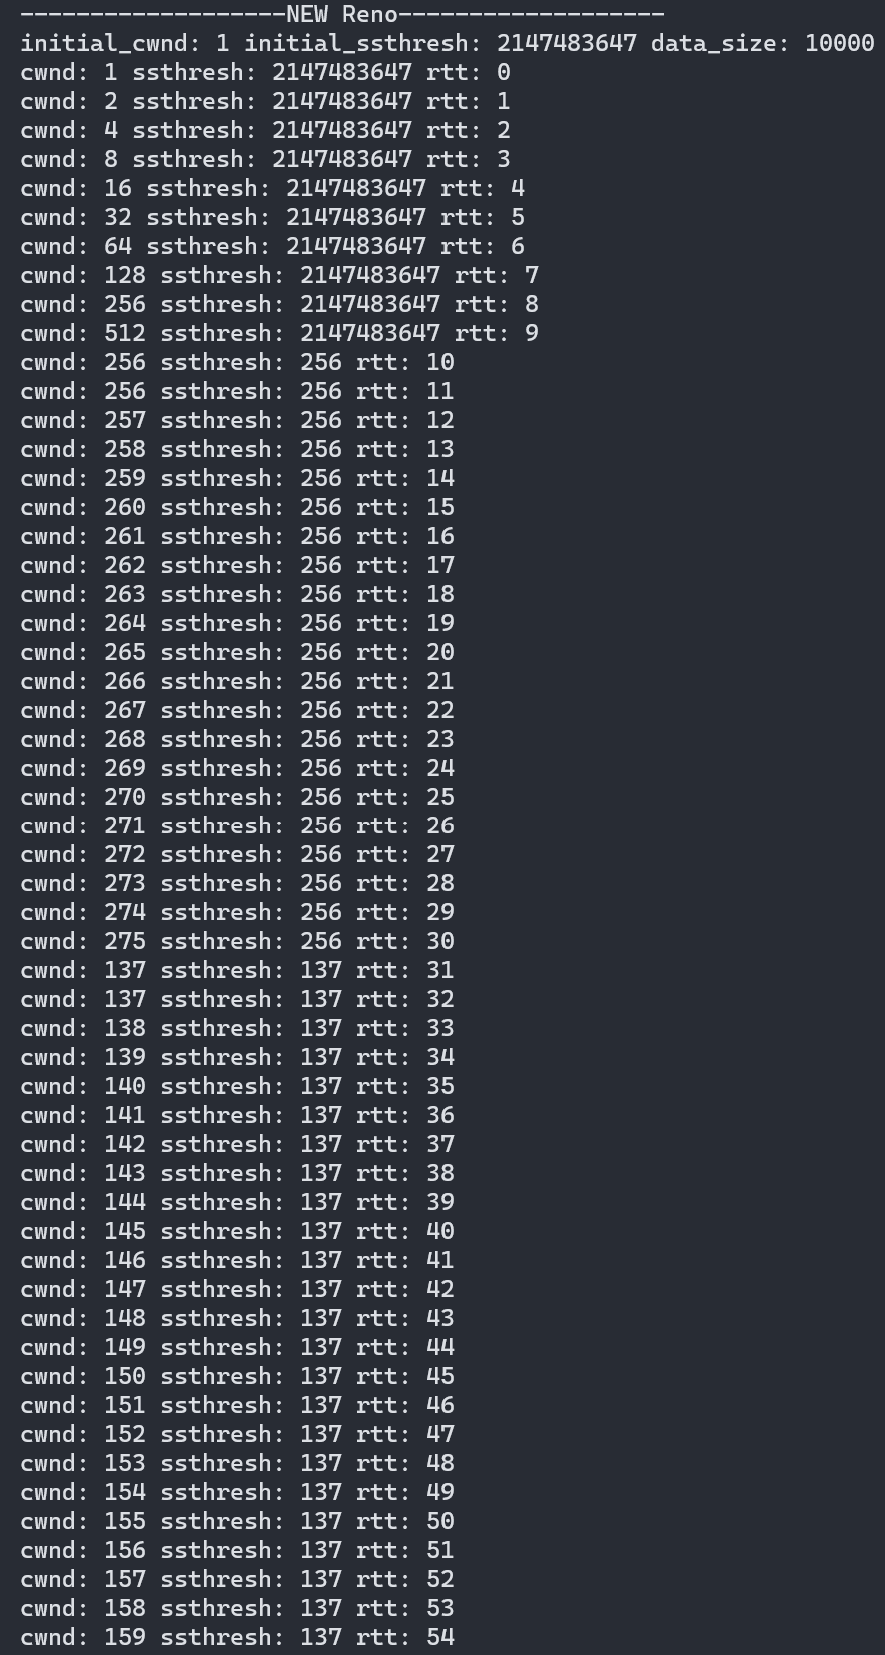 -------------------NEW Reno-------------------
initial_cwnd: 1 initial_ssthresh: 2147483647 data_size: 10000
cwnd: 1 ssthresh: 2147483647 rtt: 0
cwnd: 2 ssthresh: 2147483647 rtt: 1
cwnd: 4 ssthresh: 2147483647 rtt: 2
cwnd: 8 ssthresh: 2147483647 rtt: 3
cwnd: 16 ssthresh: 2147483647 rtt: 4
cwnd: 32 ssthresh: 2147483647 rtt: 5
cwnd: 64 ssthresh: 2147483647 rtt: 6
cwnd: 128 ssthresh: 2147483647 rtt: 7
cwnd: 256 ssthresh: 2147483647 rtt: 8
cwnd: 512 ssthresh: 2147483647 rtt: 9
cwnd: 256 ssthresh: 256 rtt: 10
cwnd: 256 ssthresh: 256 rtt: 11
cwnd: 257 ssthresh: 256 rtt: 12
cwnd: 258 ssthresh: 256 rtt: 13
cwnd: 259 ssthresh: 256 rtt: 14
cwnd: 260 ssthresh: 256 rtt: 15
cwnd: 261 ssthresh: 256 rtt: 16
cwnd: 262 ssthresh: 256 rtt: 17
cwnd: 263 ssthresh: 256 rtt: 18
cwnd: 264 ssthresh: 256 rtt: 19
cwnd: 265 ssthresh: 256 rtt: 20
cwnd: 266 ssthresh: 256 rtt: 21
cwnd: 267 ssthresh: 256 rtt: 22
cwnd: 268 ssthresh: 256 rtt: 23
cwnd: 269 ssthresh: 256 rtt: 24
cwnd: 270 ssthresh: 256 rtt: 25
cwnd: 271 ssthresh: 256 rtt: 26
cwnd: 272 ssthresh: 256 rtt: 27
cwnd: 273 ssthresh: 256 rtt: 28
cwnd: 274 ssthresh: 256 rtt: 29
cwnd: 275 ssthresh: 256 rtt: 30
cwnd: 137 ssthresh: 137 rtt: 31
cwnd: 137 ssthresh: 137 rtt: 32
cwnd: 138 ssthresh: 137 rtt: 33
cwnd: 139 ssthresh: 137 rtt: 34
cwnd: 140 ssthresh: 137 rtt: 35
cwnd: 141 ssthresh: 137 rtt: 36
cwnd: 142 ssthresh: 137 rtt: 37
cwnd: 143 ssthresh: 137 rtt: 38
cwnd: 144 ssthresh: 137 rtt: 39
cwnd: 145 ssthresh: 137 rtt: 40
cwnd: 146 ssthresh: 137 rtt: 41
cwnd: 147 ssthresh: 137 rtt: 42
cwnd: 148 ssthresh: 137 rtt: 43
cwnd: 149 ssthresh: 137 rtt: 44
cwnd: 150 ssthresh: 137 rtt: 45
cwnd: 151 ssthresh: 137 rtt: 46
cwnd: 152 ssthresh: 137 rtt: 47
cwnd: 153 ssthresh: 137 rtt: 48
cwnd: 154 ssthresh: 137 rtt: 49
cwnd: 155 ssthresh: 137 rtt: 50
cwnd: 156 ssthresh: 137 rtt: 51
cwnd: 157 ssthresh: 137 rtt: 52
cwnd: 158 ssthresh: 137 rtt: 53
cwnd: 159 ssthresh: 137 rtt: 54